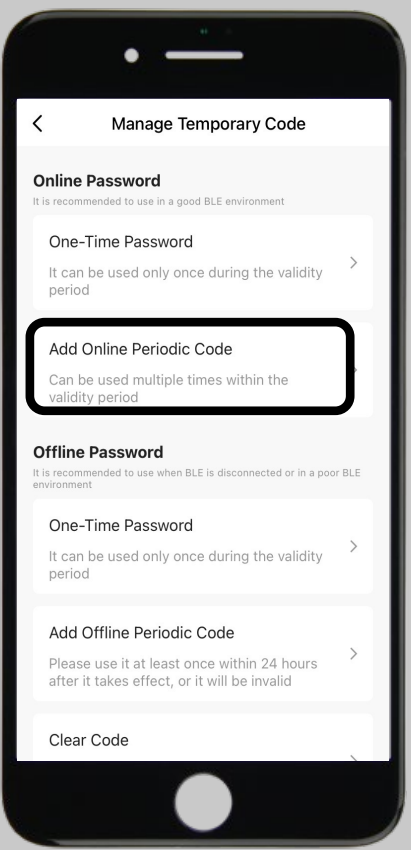 Manage Temporary Code
Online Password
It is recommended to use in a good BLE environment
One-Time Password
It can be used only once during the validity
period
Add Online Periodic Code
Can be used multiple times within the
validity period
Offline Password
It is recommended to use when BLE is disconnected or in a poor BLE
environment
One-Time Password
It can be used only once during the validity
period
Add Offline Periodic Code
Please use it at least once within 24 hours
after it takes effect, or it will be invalid
Clear Code